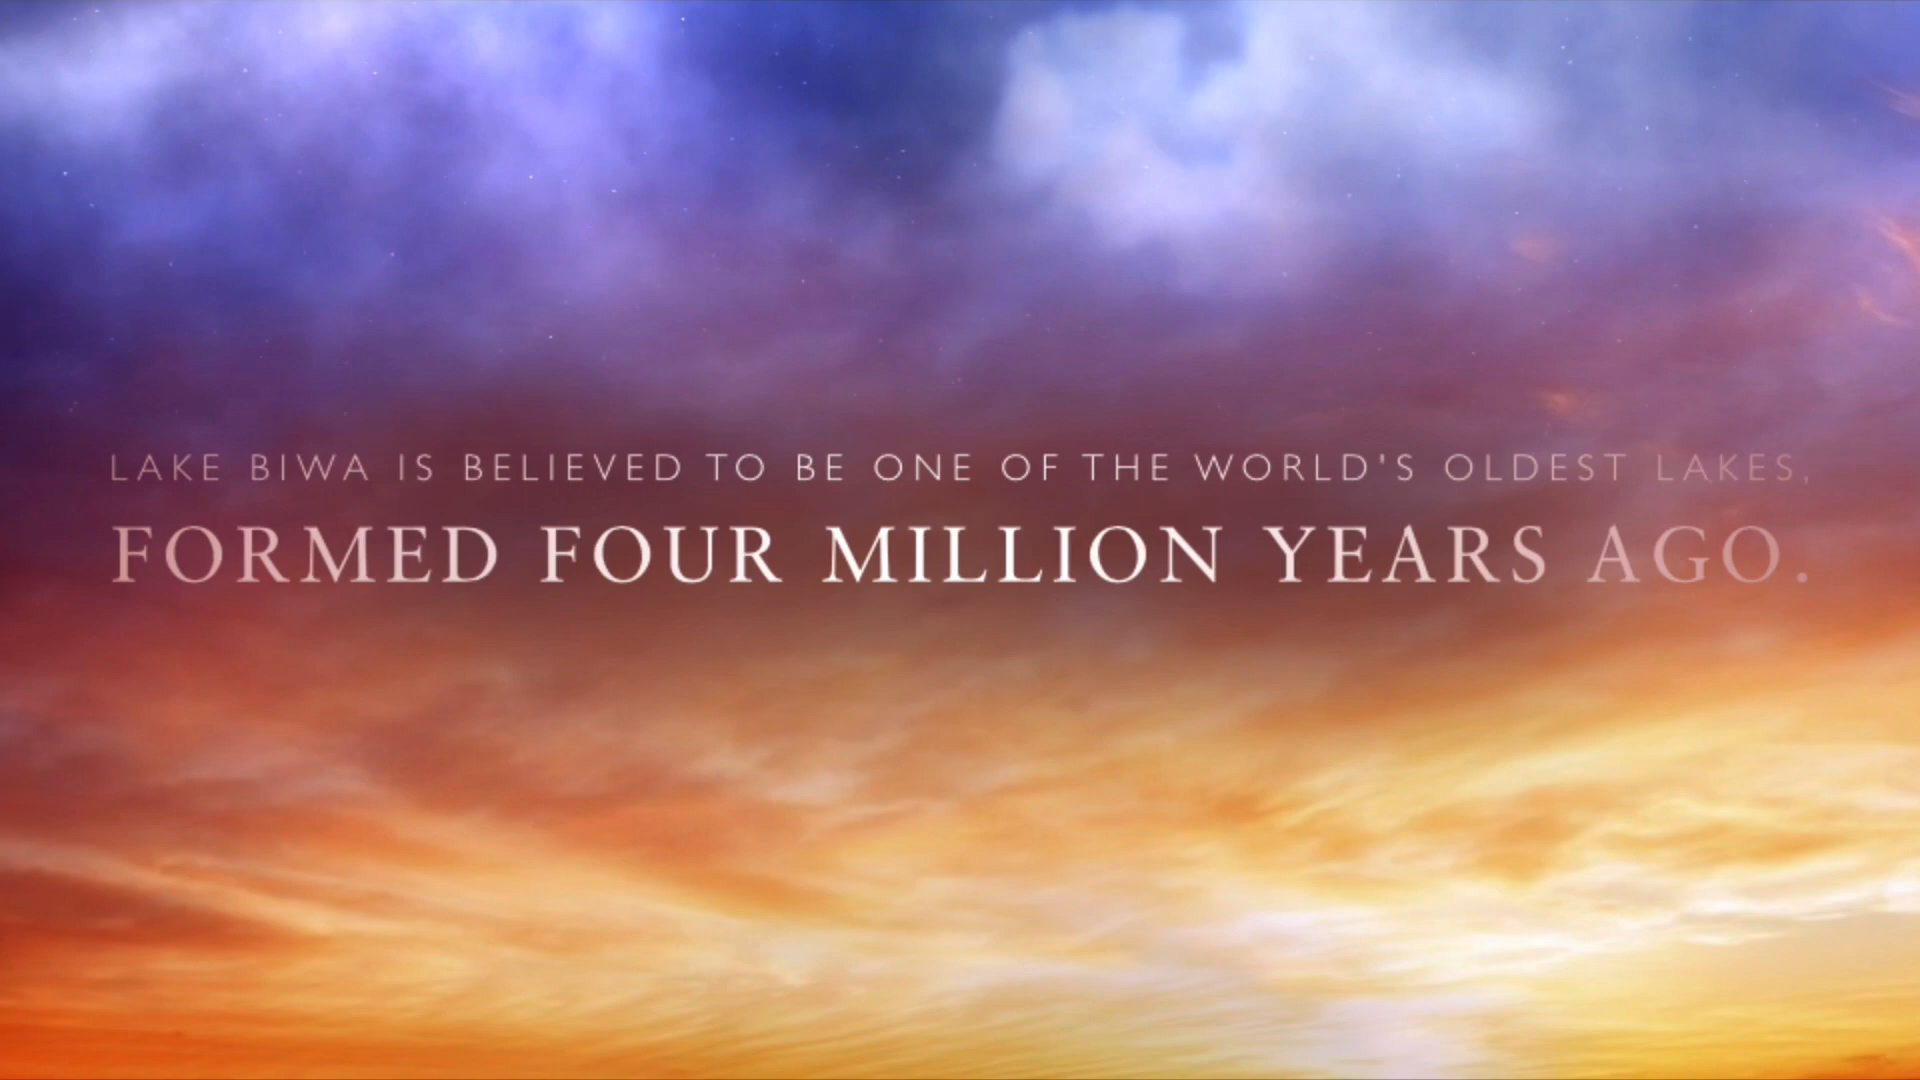 LAKE BIWA IS BELIEVED TO BE ONE OF THE WORLD'S OLDEST LAKES,
FORMED FOUR MILLION YEARS AGO.